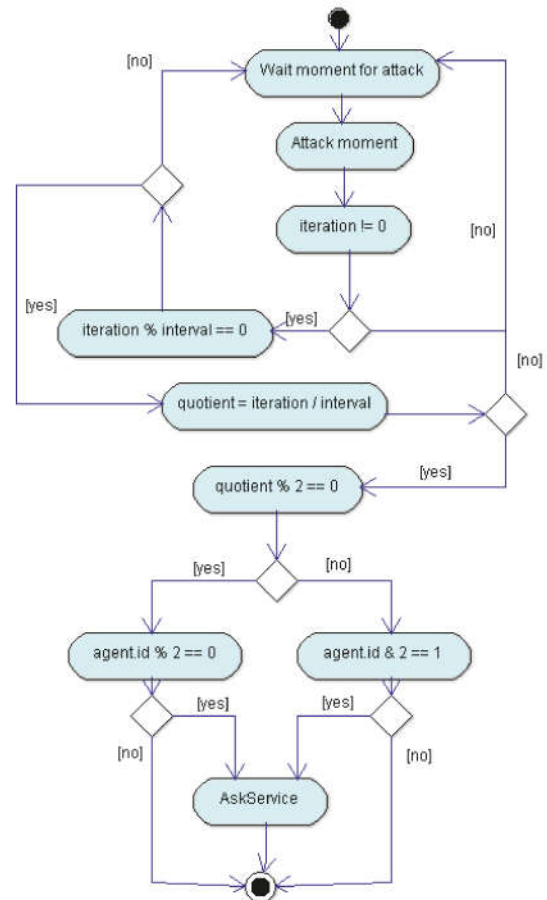 [no]
Wait moment for attack
Attack moment
iteration != 0
[no]
[yes]
[yes]
iteration % interval == 0
[no]
quotient = iteration / interval
quotient % 2 == 0
[yes]
[yes]
[no]
agent.id % 2 == 0
agent.id & 2 == 1
[yes]
[yes]
[no]
[no]
AskService